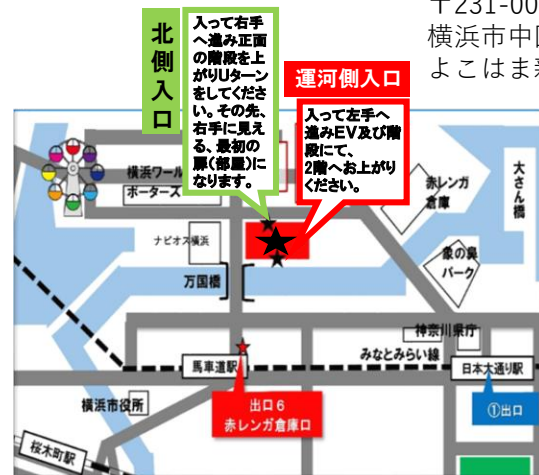 〒231-00
横浜市中区
よこはま新
北側入口
入って右手
へ進み正面
の階段を上
がりUターン
をしてくださ
い。その先、
右手に見え
る、最初の
扉(部屋)に
なります。
運河側入口
入って左手へ
進みEV及び階
段にて、
2階へお上がり
ください。
横浜ワール
ポーターズ
赤レンガ
倉庫
大さん橋
ナビオス横浜
象の鼻
パーク
万国橋
神奈川県庁
みなとみらい線
馬車道駅
日本大通り駅
横浜市役所
出口6
赤レンガ倉庫口
①出口
桜木町駅